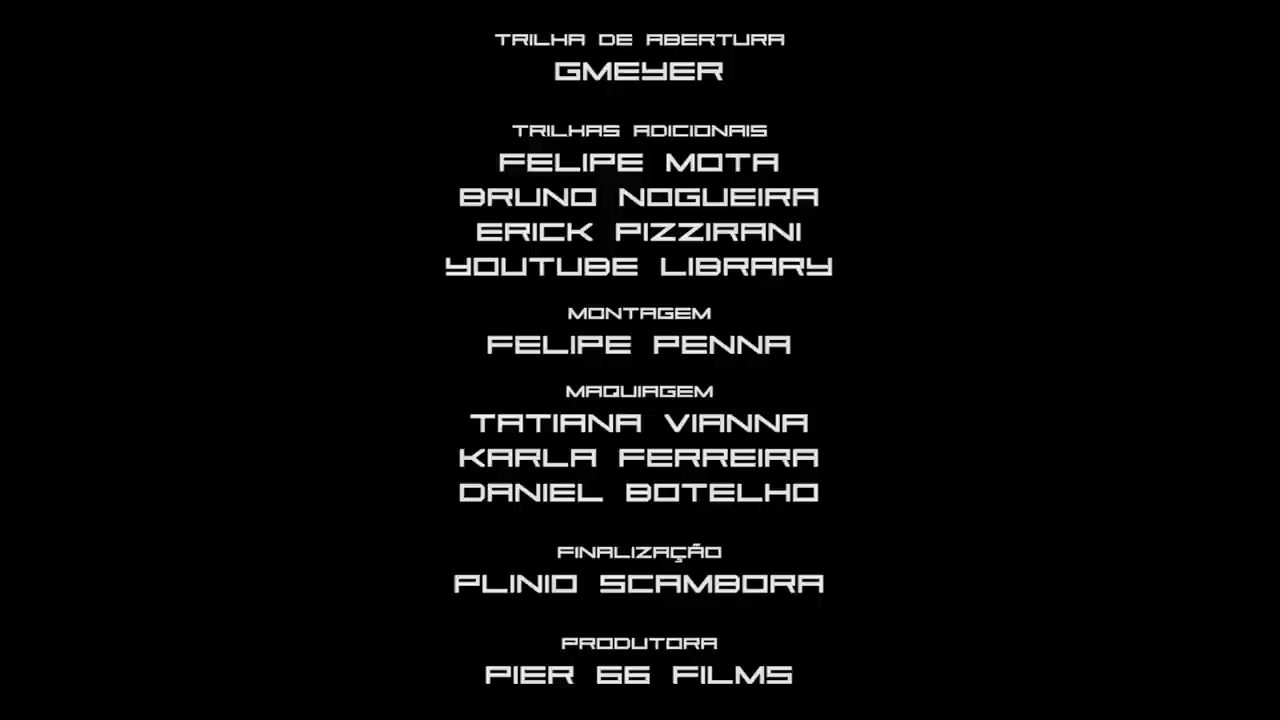 TRILHA DE ABERTURA
GMEYER
TRILHAS ADICIONAIS
FELIPE MOTA
BRUNO NOGUEIRA
ERICK PIZZIRANI
YOUTUBE LIBRARY
MONTAGEM
FELIPE PENNA
MAQUIAGEM
TATIANA VIANNA
KARLA FERREIRA
DANIEL BOTELHO
FINALIZAÇÃO
PLINIO SCAMBORA
PRODUTORA
PIER 66 FILMS